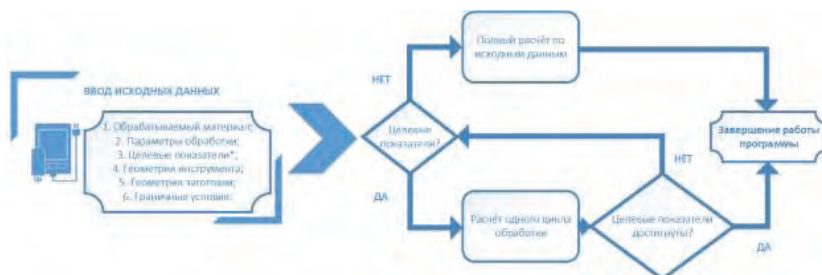 ВВОД ИСХОДНЫХ ДАННЫХ
1. Обрабатываемый материал;
2. Параметры обработки;
3. Целевые показатели*;
4. Геометрия инструмента;
5. Геометрия заготовки;
6. Граничные условия.
НЕТ
Целевые
показатели?
ДА
Полный расчёт по
исходным данным
Расчёт одного цикла
обработки
НЕТ
Целевые показатели
достигнуты?
ДА
Завершение работы
программы